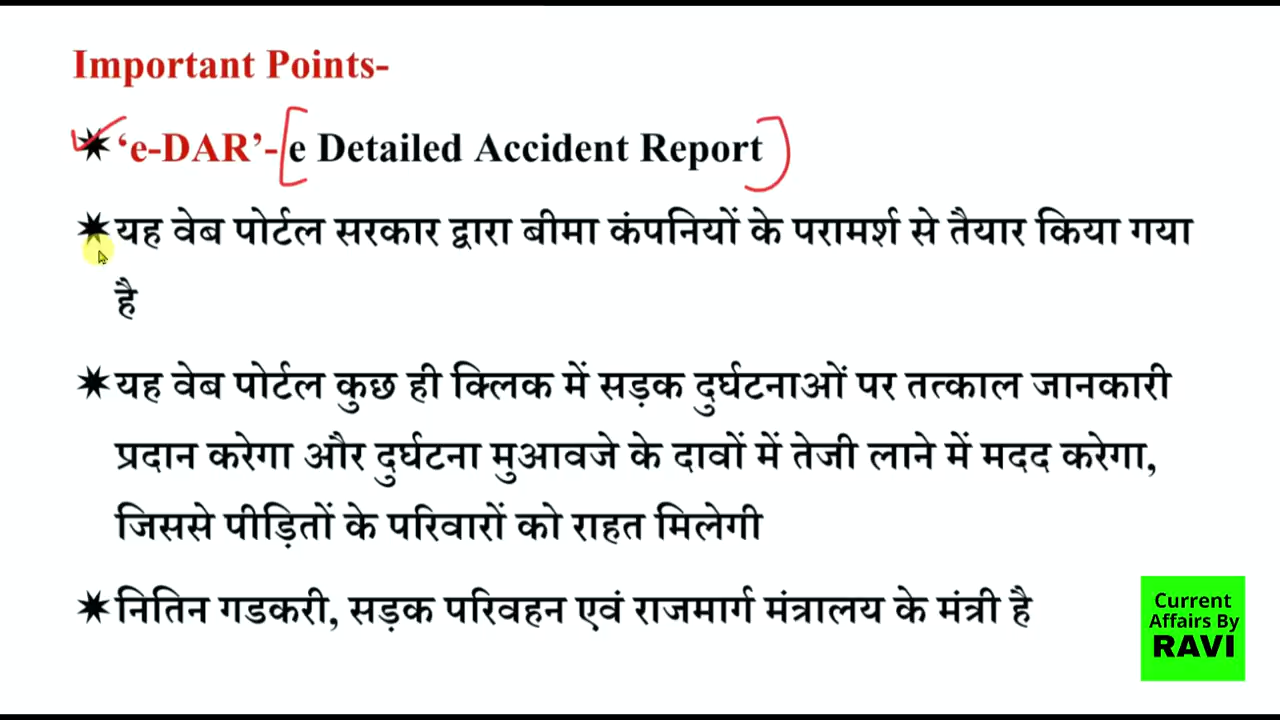 Important Points-
‘e-DAR’- e Detailed Accident Report
यह वेब पोर्टल सरकार द्वारा बीमा कंपनियों के परामर्श से तैयार किया गया
है
यह वेब पोर्टल कुछ ही क्लिक में सड़क दुर्घटनाओं पर तत्काल जानकारी
प्रदान करेगा और दुर्घटना मुआवजे के दावों में तेजी लाने में मदद करेगा,
जिससे पीड़ितों के परिवारों को राहत मिलेगी
नितिन गडकरी, सड़क परिवहन एवं राजमार्ग मंत्रालय के मंत्री है
Current
Affairs By
RAVI